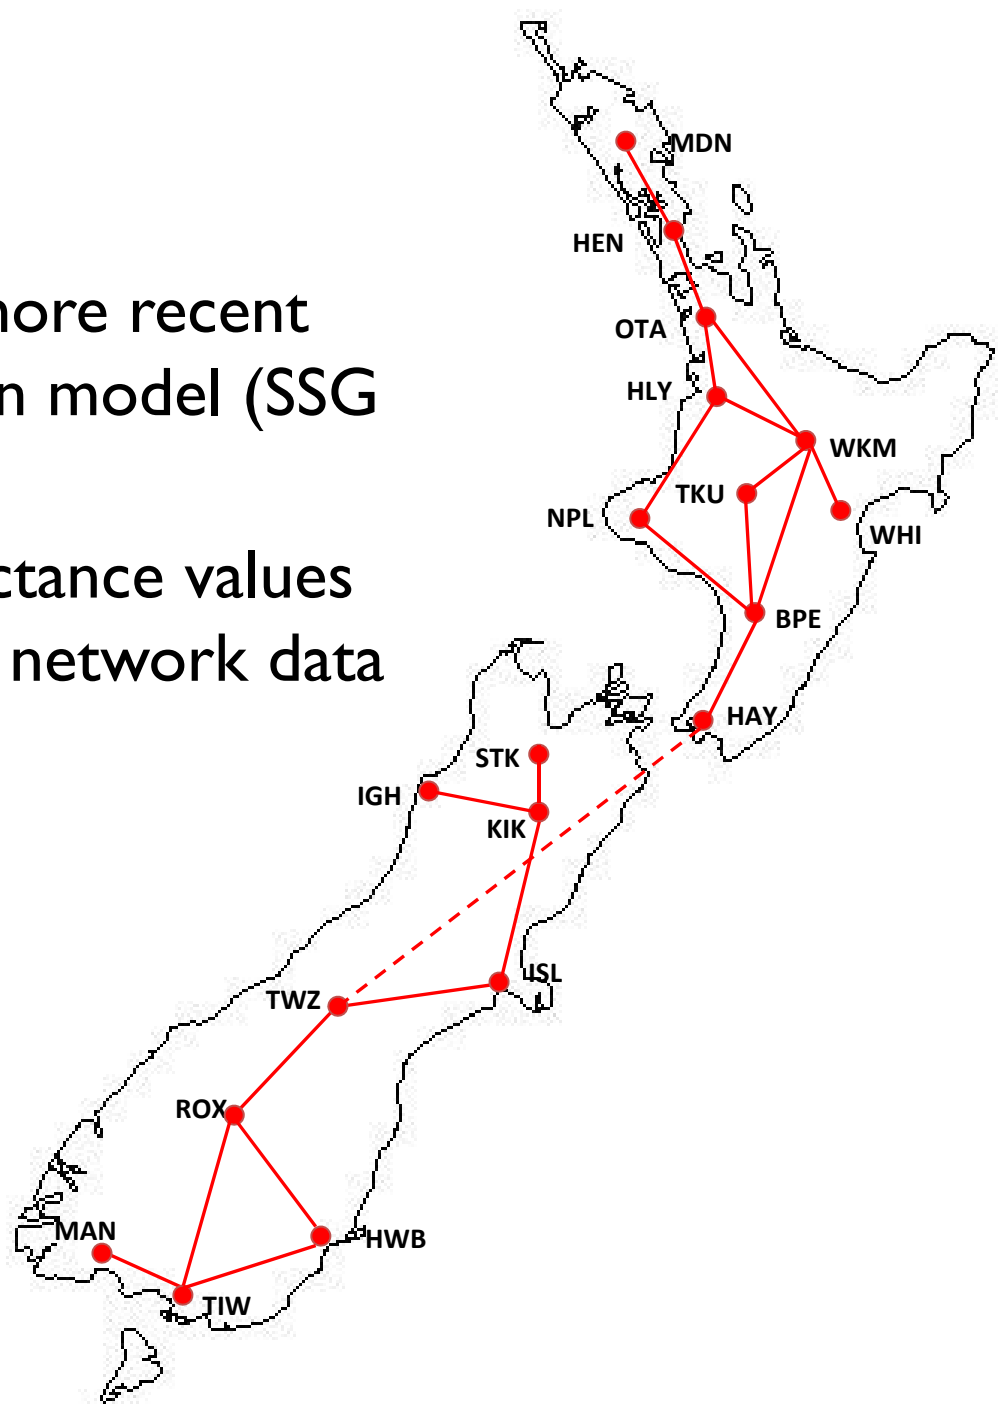 MDN
HEN
more recent
OTA
n model (SSG
HLY
WKM
TKU
NPL
WHI
ctance values
BPE
network data
HAY
STK
IGH
KIK
ISL
TWZ
ROX
MAN
HWB
TIW